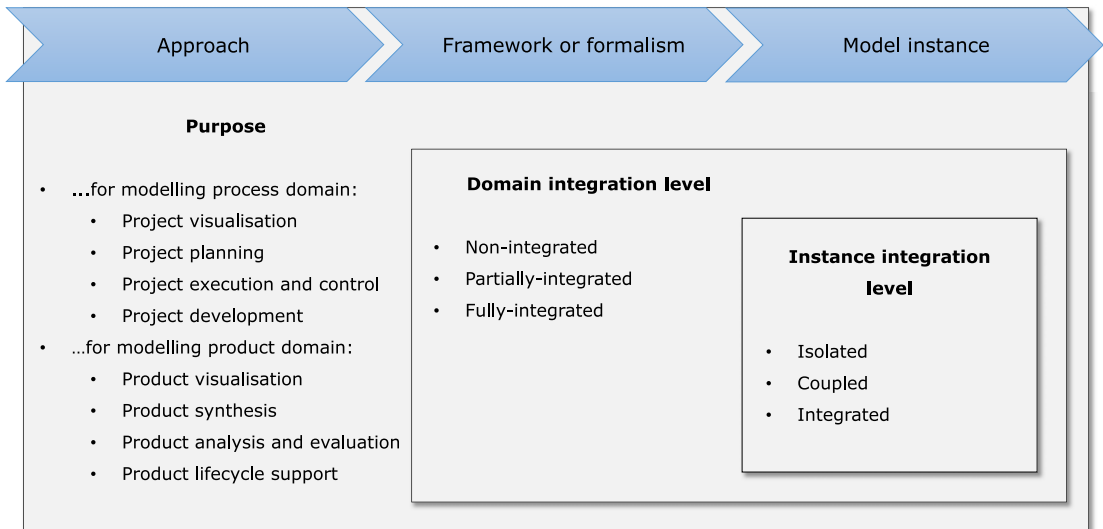 Approach
Framework or formalism
Model instance
Purpose
• ...for modelling process domain:
• Project visualisation
• Project planning
• Project execution and control
• Project development
• ...for modelling product domain:
• Product visualisation
• Product synthesis
• Product analysis and evaluation
• Product lifecycle support
Domain integration level
• Non-integrated
• Partially-integrated
• Fully-integrated
Instance integration
level
• Isolated
• Coupled
• Integrated